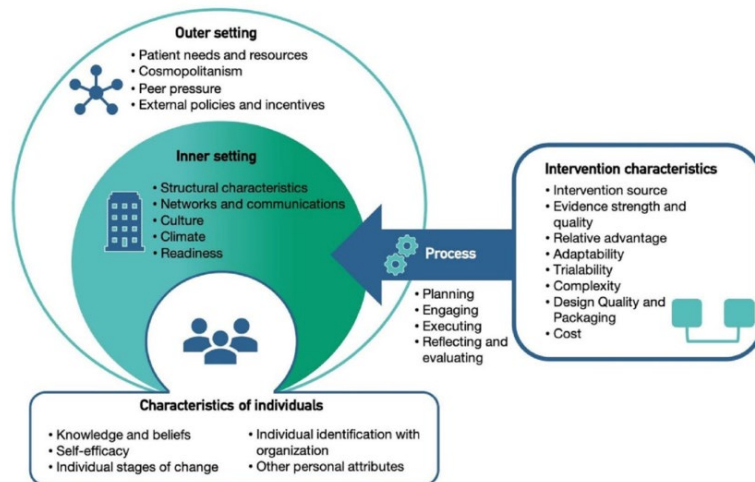 Outer setting
• Patient needs and resources
• Cosmopolitanism
• Peer pressure
• External policies and incentives
Inner setting
• Structural characteristics
• Networks and communications
• Culture
• Climate
• Readiness
Process
• Planning
• Engaging
• Executing
• Reflecting and
evaluating
Intervention characteristics
• Intervention source
• Evidence strength and
quality
• Relative advantage
• Adaptability
• Trialability
• Complexity
• Design Quality and
Packaging
• Cost
Characteristics of individuals
• Knowledge and beliefs
• Self-efficacy
• Individual stages of change
• Individual identification with
organization
• Other personal attributes